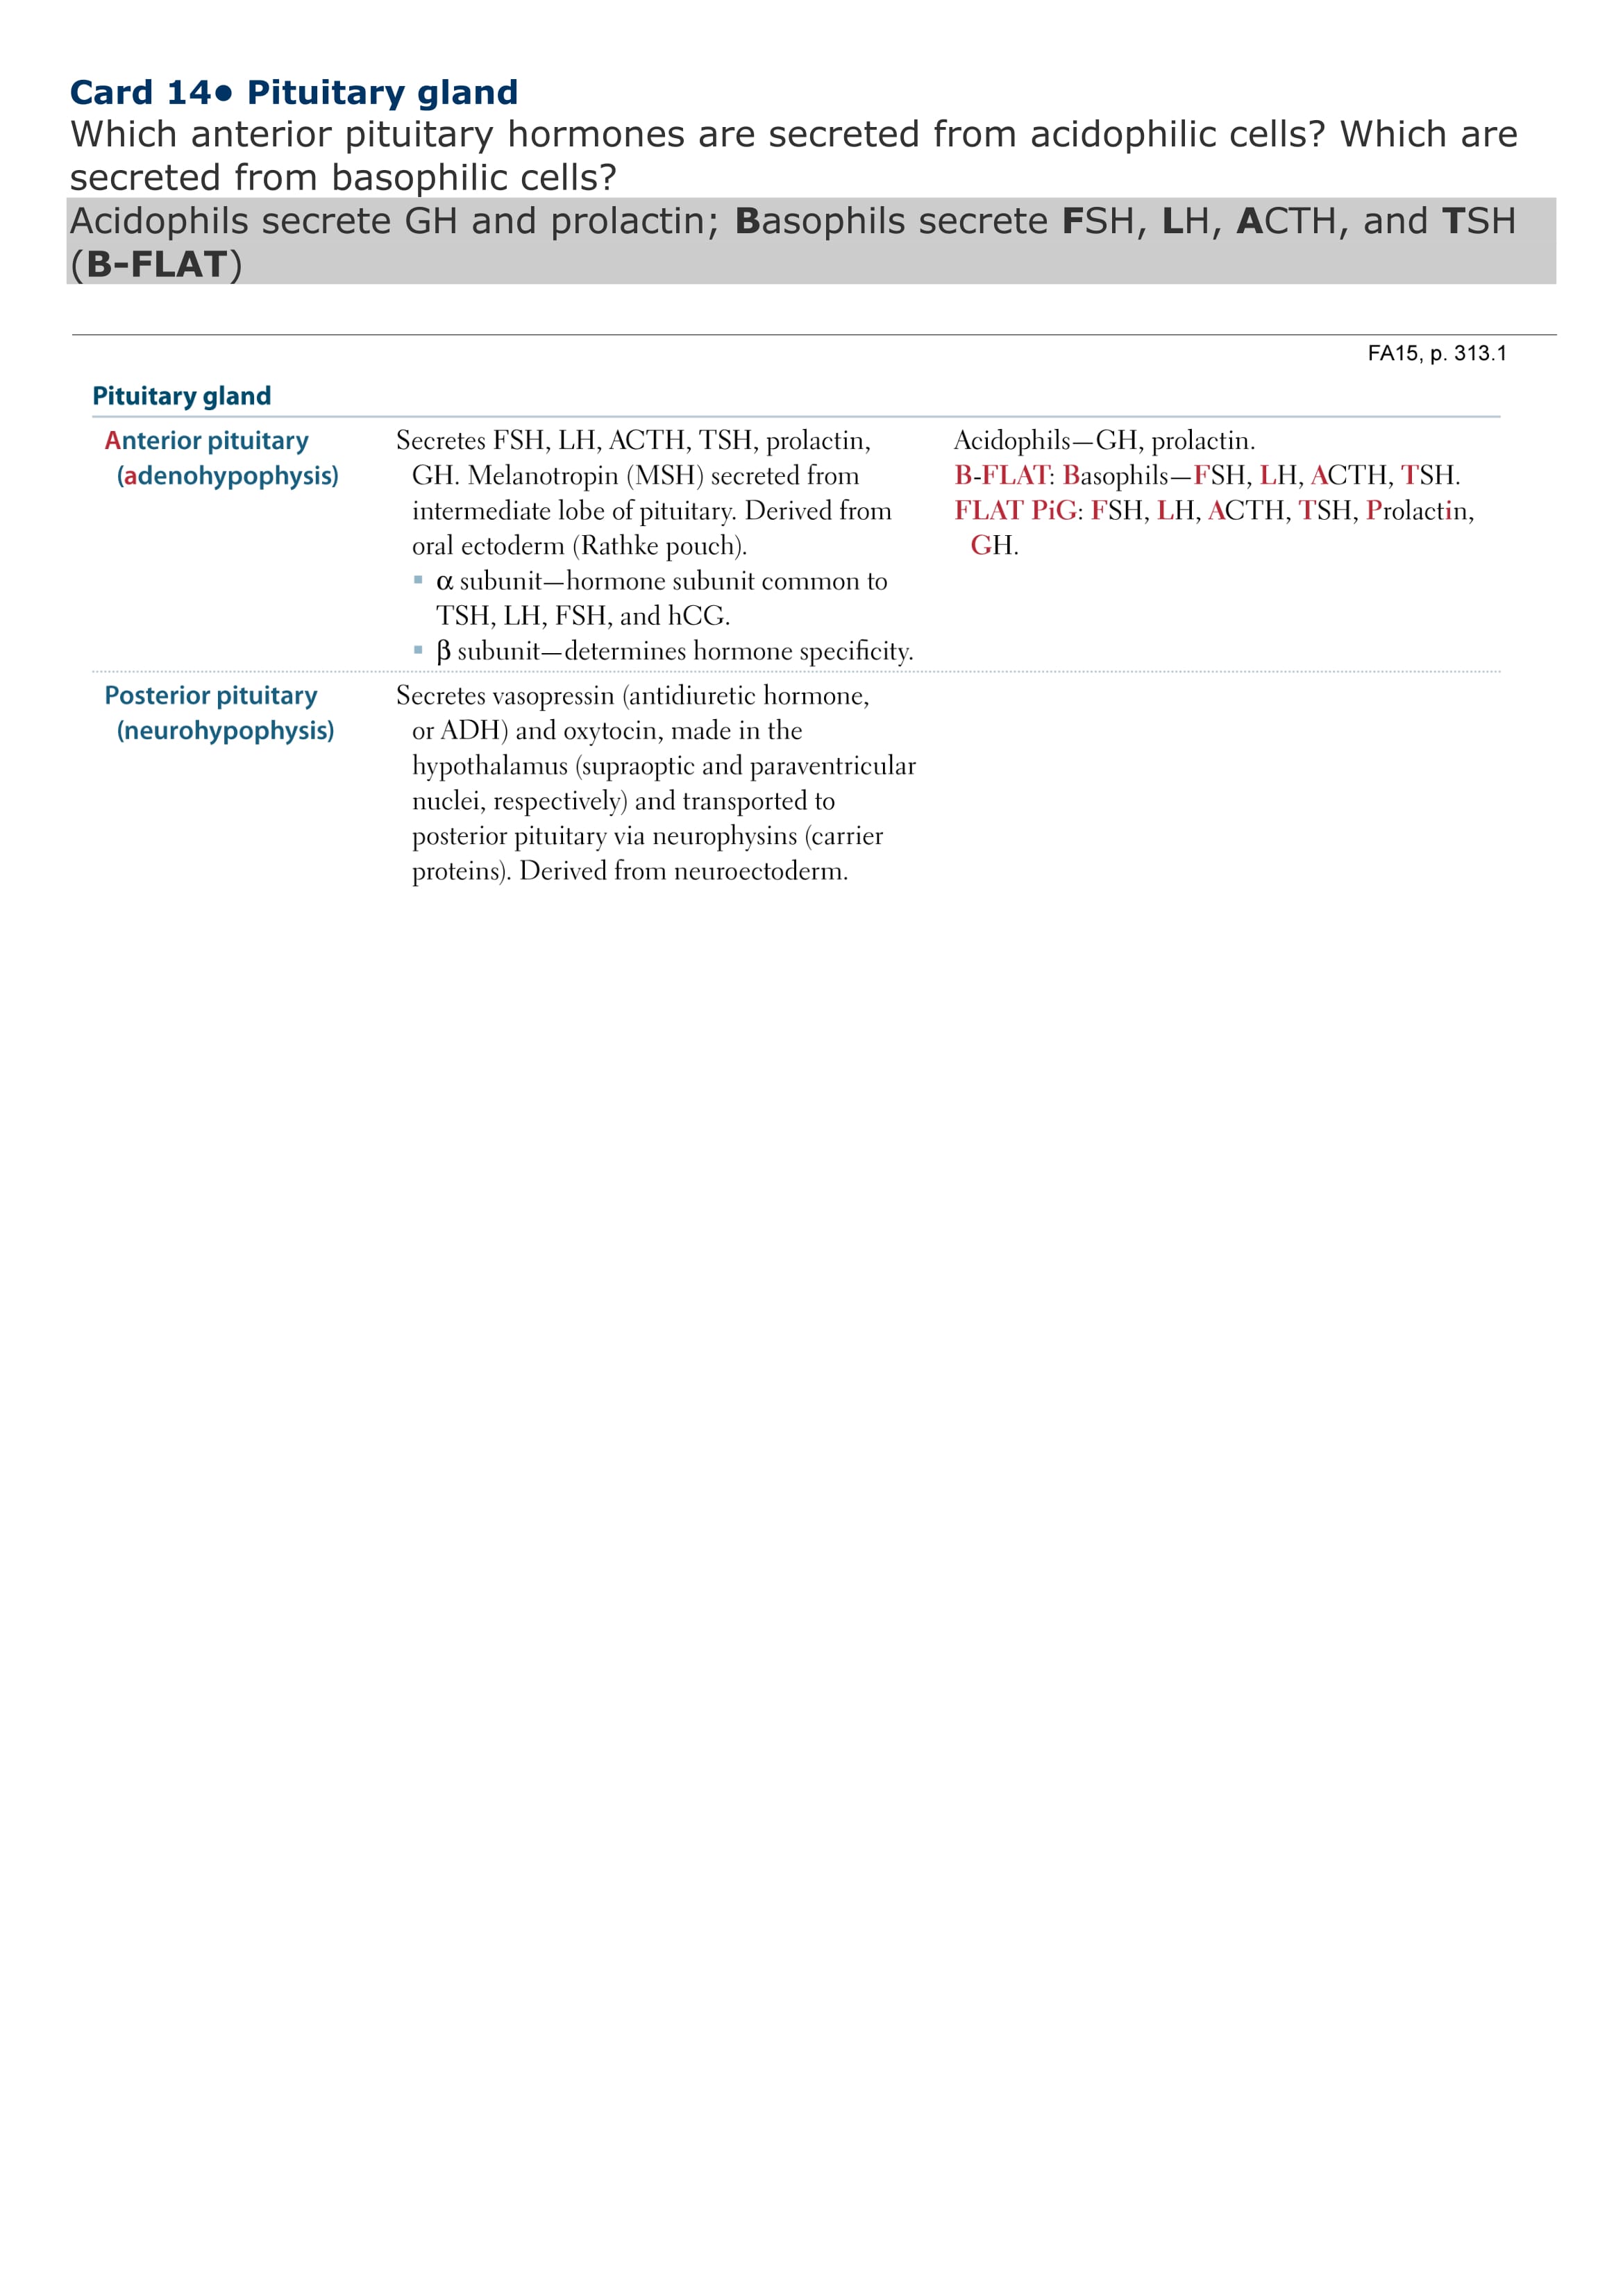 Card 14● Pituitary gland
Which anterior pituitary hormones are secreted from acidophilic cells? Which are
secreted from basophilic cells?
Acidophils secrete GH and prolactin; Basophils secrete FSH, LH, ACTH, and TSH
(B-FLAT)
FA15, p. 313.1
Pituitary gland
Anterior pituitary
(adenohypophysis)
Secretes FSH, LH, ACTH, TSH, prolactin,
GH. Melanotropin (MSH) secreted from
intermediate lobe of pituitary. Derived from
oral ectoderm (Rathke pouch).
▪ α subunit—hormone subunit common to
TSH, LH, FSH, and hCG.
▪ β subunit—determines hormone specificity.
Acidophils—GH, prolactin.
B-FLAT: Basophils—FSH, LH, ACTH, TSH.
FLAT PiG: FSH, LH, ACTH, TSH, Prolactin,
GH.
Posterior pituitary
(neurohypophysis)
Secretes vasopressin (antidiuretic hormone,
or ADH) and oxytocin, made in the
hypothalamus (supraoptic and paraventricular
nuclei, respectively) and transported to
posterior pituitary via neurophysins (carrier
proteins). Derived from neuroectoderm.